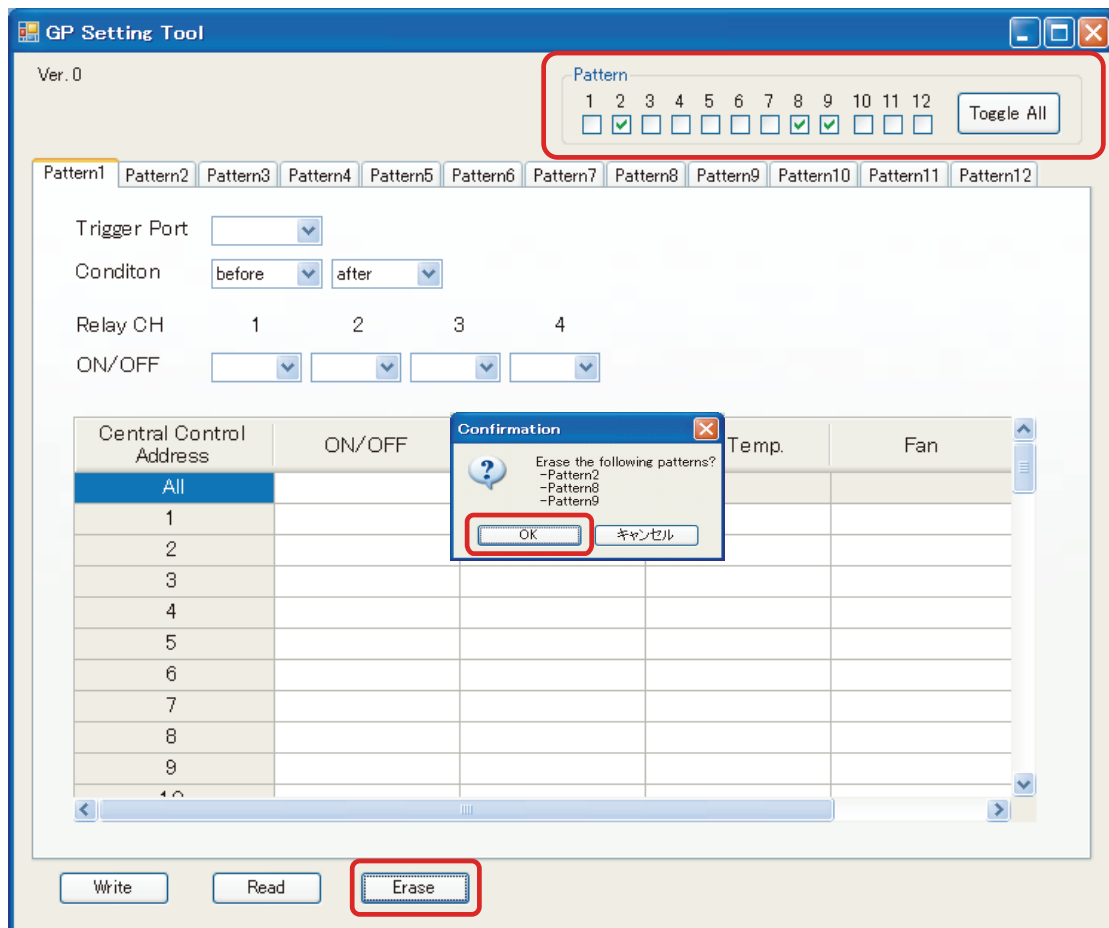 GP Setting Tool
Ver. 0
Pattern
1 2 3 4 5 6 7 8 9 10 11 12
Toggle All
Pattern1 Pattern2 Pattern3 Pattern4 Pattern5 Pattern6 Pattern7 Pattern8 Pattern9 Pattern10 Pattern11 Pattern12
Trigger Port
Conditon before after
Relay CH 1 2 3 4
ON/OFF
Central Control
Address
ON/OFF
Temp.
Fan
Confirmation
Erase the following patterns?
-Pattern2
-Pattern8
-Pattern9
OK キャンセル
All
1
2
3
4
5
6
7
8
9
10
Write Read Erase